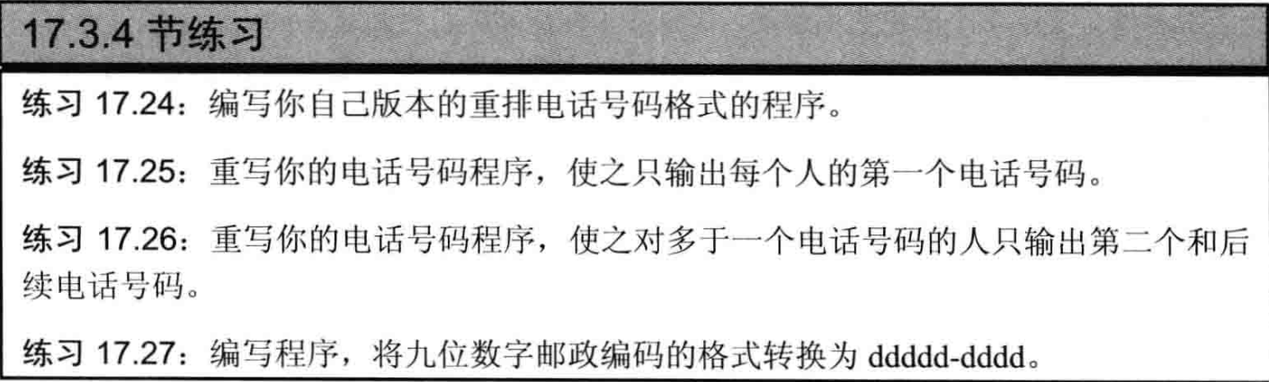 17.3.4 节练习
练习 17.24：编写你自己版本的重排电话号码格式的程序。
练习 17.25：重写你的电话号码程序，使之只输出每个人的第一个电话号码。
练习 17.26：重写你的电话号码程序，使之对多于一个电话号码的人只输出第二个和后
续电话号码。
练习 17.27：编写程序，将九位数字邮政编码的格式转换为 ddddd-dddd。